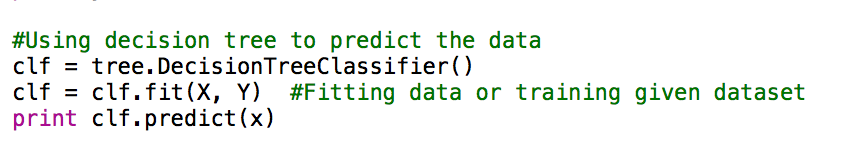 #Using decision tree to predict the data
clf = tree.DecisionTreeClassifier()
clf = clf.fit(X, Y)  #Fitting data or training given dataset
print clf.predict(x)